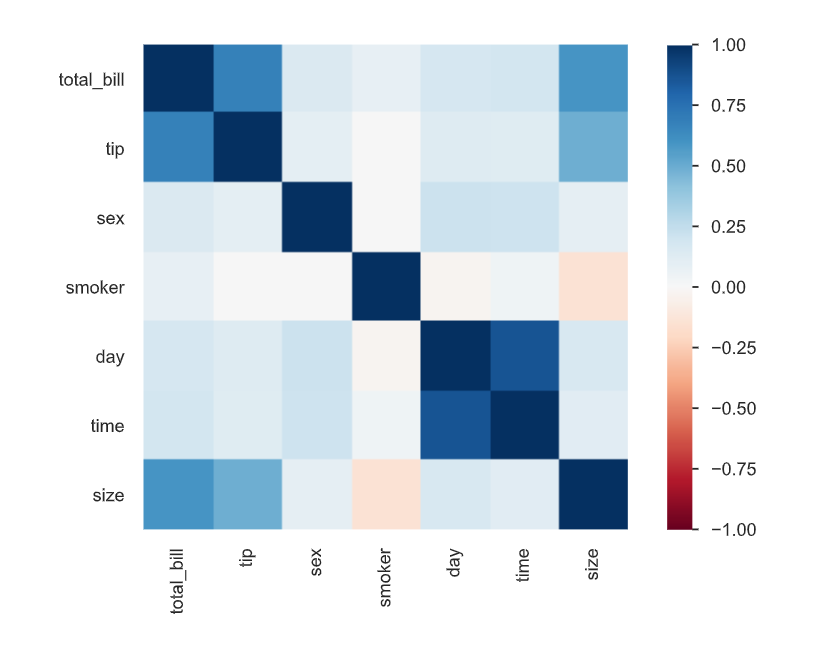 total_bill
tip
sex
smoker
day
time
size
total_bill
tip
sex
smoker
day
time
size
1.00
0.75
0.50
0.25
0.00
−0.25
−0.50
−0.75
−1.00